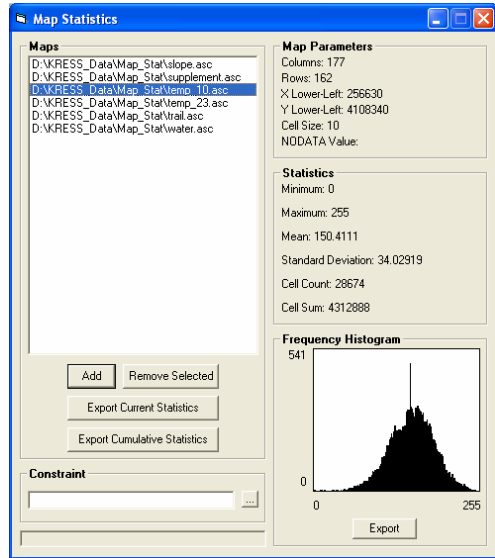 Map Statistics
Maps
D:\KRESS_Data\Map_Stat\slope.asc
D:\KRESS_Data\Map_Stat\supplement.asc
D:\KRESS_Data\Map_Stat\temp_10.asc
D:\KRESS_Data\Map_Stat\temp_23.asc
D:\KRESS_Data\Map_Stat\trail.asc
D:\KRESS_Data\Map_Stat\water.asc
Add
Remove Selected
Export Current Statistics
Export Cumulative Statistics
Constraint
...
Map Parameters
Columns: 177
Rows: 162
X Lower-Left: 256630
Y Lower-Left: 4108340
Cell Size: 10
NODATA Value:
Statistics
Minimum: 0
Maximum: 255
Mean: 150.4111
Standard Deviation: 34.02919
Cell Count: 28674
Cell Sum: 4312888
Frequency Histogram
541
0
0 255
Export